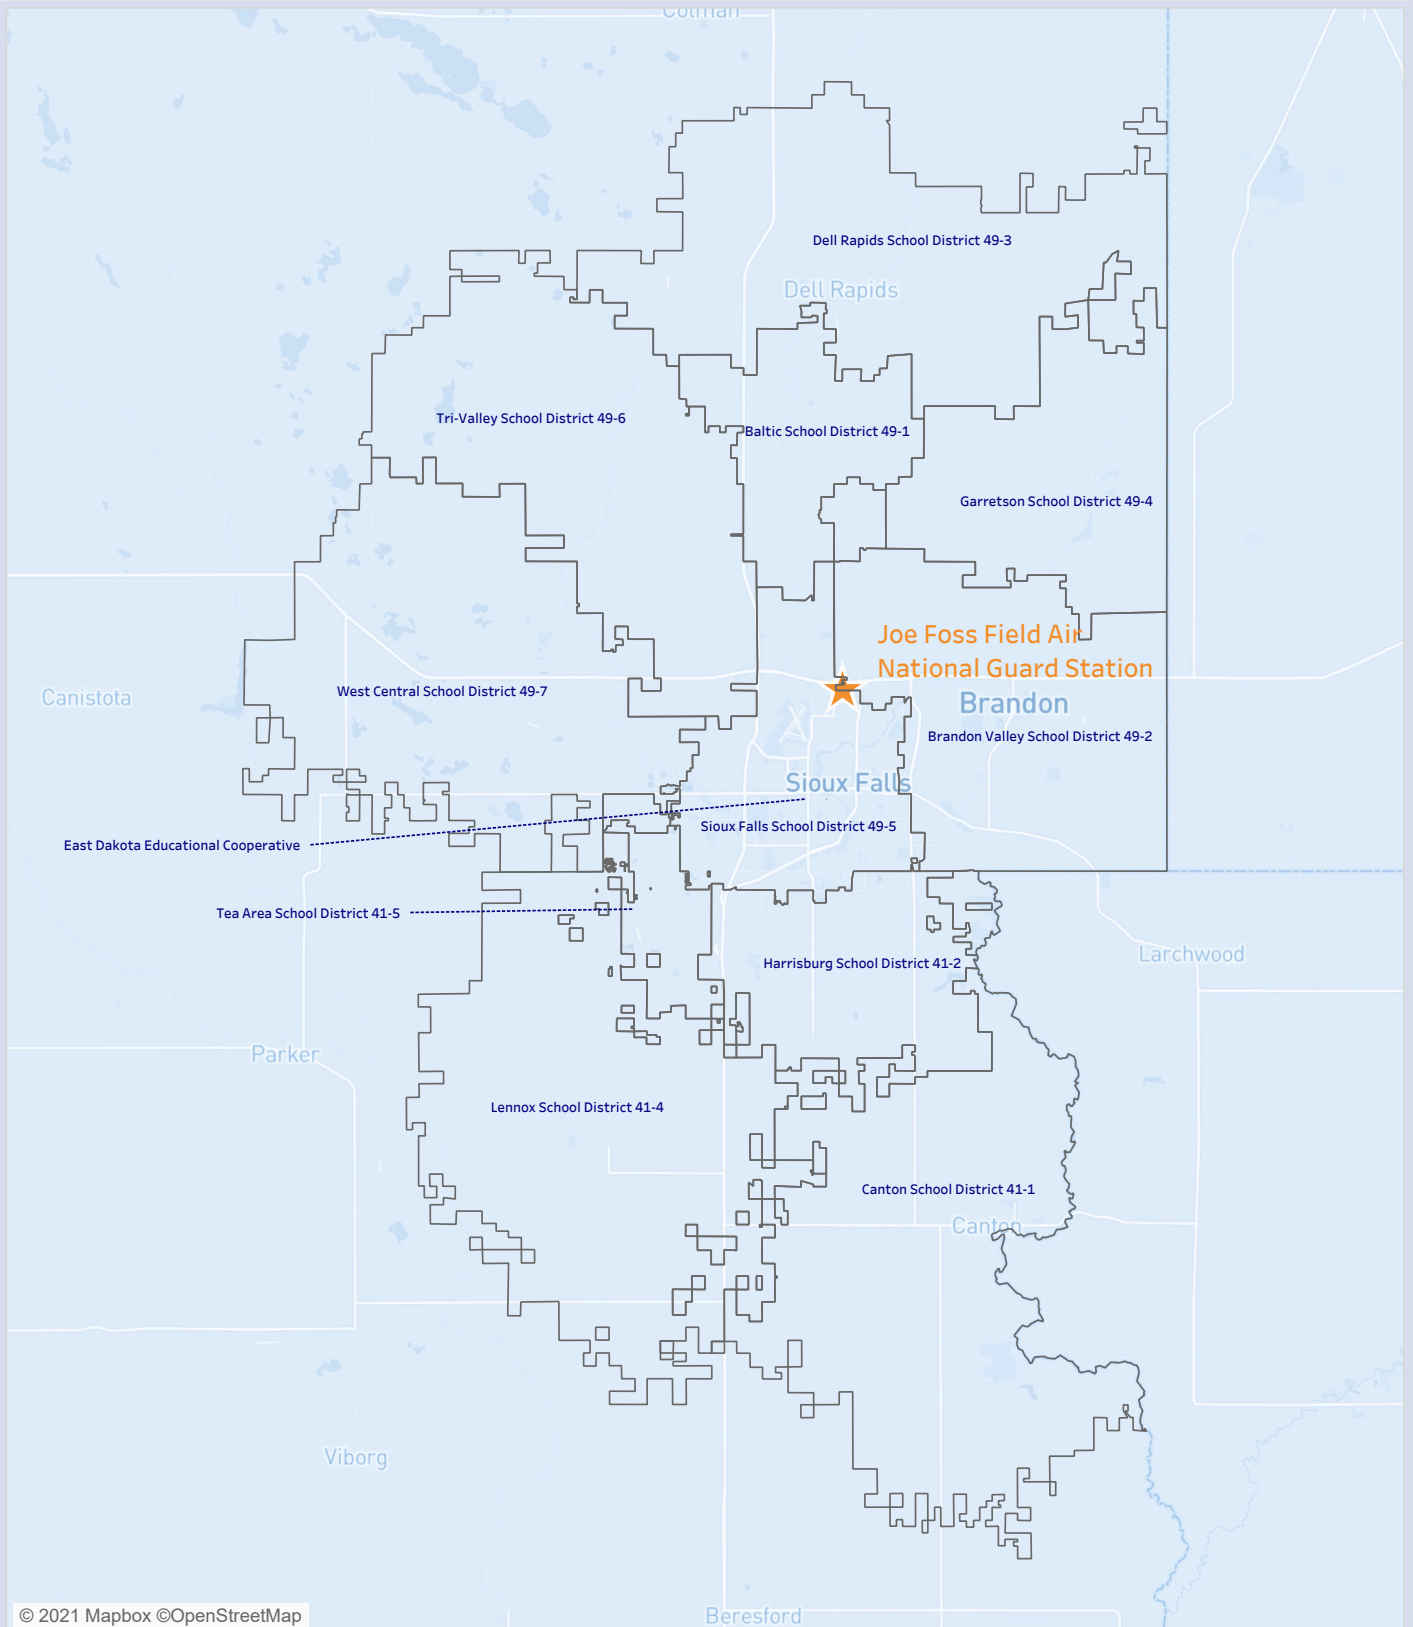 Colman
Dell Rapids School District 49-3
Dell Rapids
Tri-Valley School District 49-6
Baltic School District 49-1
Garretson School District 49-4
Joe Foss Field Air
National Guard Station
West Central School District 49-7
Canistota
Brandon
Brandon Valley School District 49-2
Sioux Falls
Sioux Falls School District 49-5
East Dakota Educational Cooperative
Tea Area School District 41-5
Harrisburg School District 41-2
Larchwood
Parker
Lennox School District 41-4
Canton School District 41-1
Canton
Viborg
© 2021 Mapbox ©OpenStreetMap
Beresford